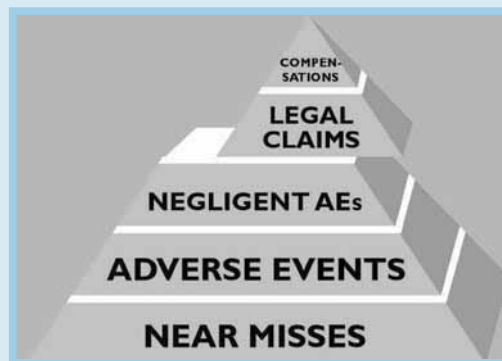 COMPEN-
SATIONS
LEGAL
CLAIMS
NEGLIGENT AEs
ADVERSE EVENTS
NEAR MISSES